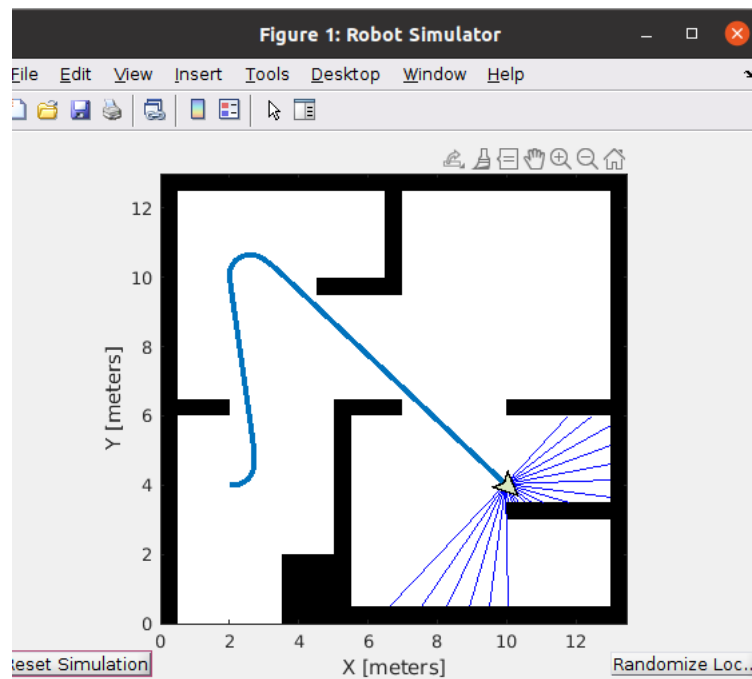 Figure 1: Robot Simulator
File Edit View Insert Tools Desktop Window Help
12
10
8
6
4
2
0
Y [meters]
0 2 4 6 8 10 12
X [meters]
Reset Simulation
Randomize Loc..